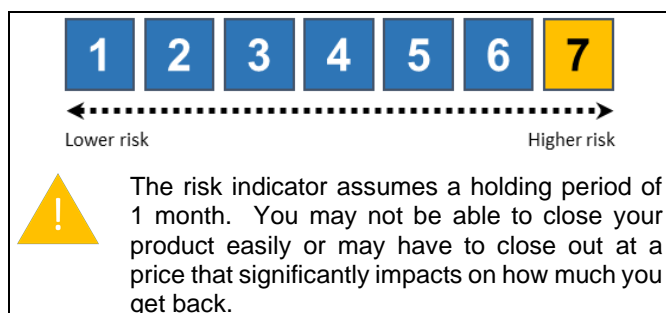 1 2 3 4 5 6 7
Lower risk Higher risk
!
The risk indicator assumes a holding period of
1 month. You may not be able to close your
product easily or may have to close out at a
price that significantly impacts on how much you
get back.